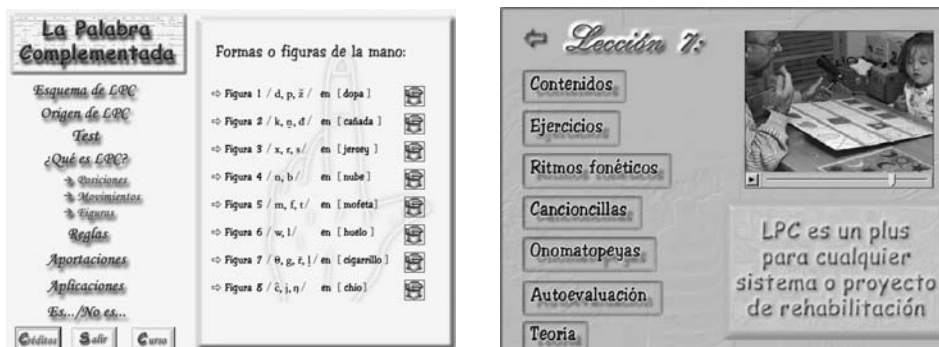 La Palabra
Complementada
Esquema de LPC
Origen de LPC
Test
¿Qué es LPC?
Posiciones
Movimientos
Figuras
Reglas
Aportaciones
Aplicaciones
Es.../No es...
Créditos Salir Curso
Formas o figuras de la mano:
⇨ Figura 1 / d, p, ž / en [ dopa ]
⇨ Figura 2 / k, ṋ, đ / en [ cañada ]
⇨ Figura 3 / x, r, s/ en [ jersey ]
⇨ Figura 4 / n, b/ en [ nube ]
⇨ Figura 5 / m, f, t/ en [ mofeta]
⇨ Figura 6 / w, l/ en [ huelo ]
⇨ Figura 7 / θ, g, r̄, ḻ / en [ cigarrillo ]
⇨ Figura 8 / ĉ, j, ŋ / en [ chio ]
Lección 7:
Contenidos
Ejercicios
Ritmos fonéticos
Cancioncillas
Onomatopeyas
Autoevaluación
Teoría
LPC es un plus
para cualquier
sistema o proyecto
de rehabilitación